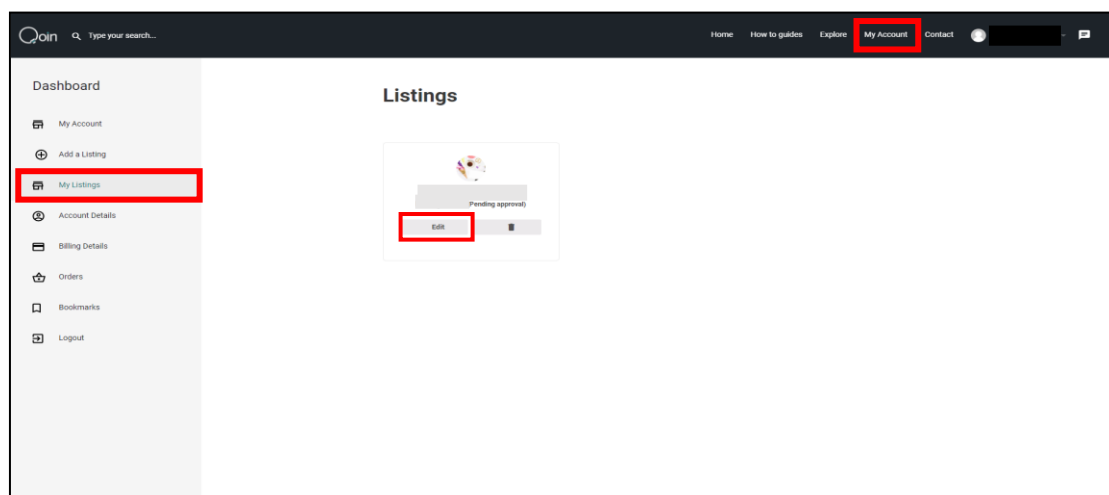 Qoin Type your search... Home How to guides Explore My Account Contact
Dashboard
My Account
Add a Listing
My Listings
Account Details
Billing Details
Orders
Bookmarks
Logout
Listings
Pending approval)
Edit